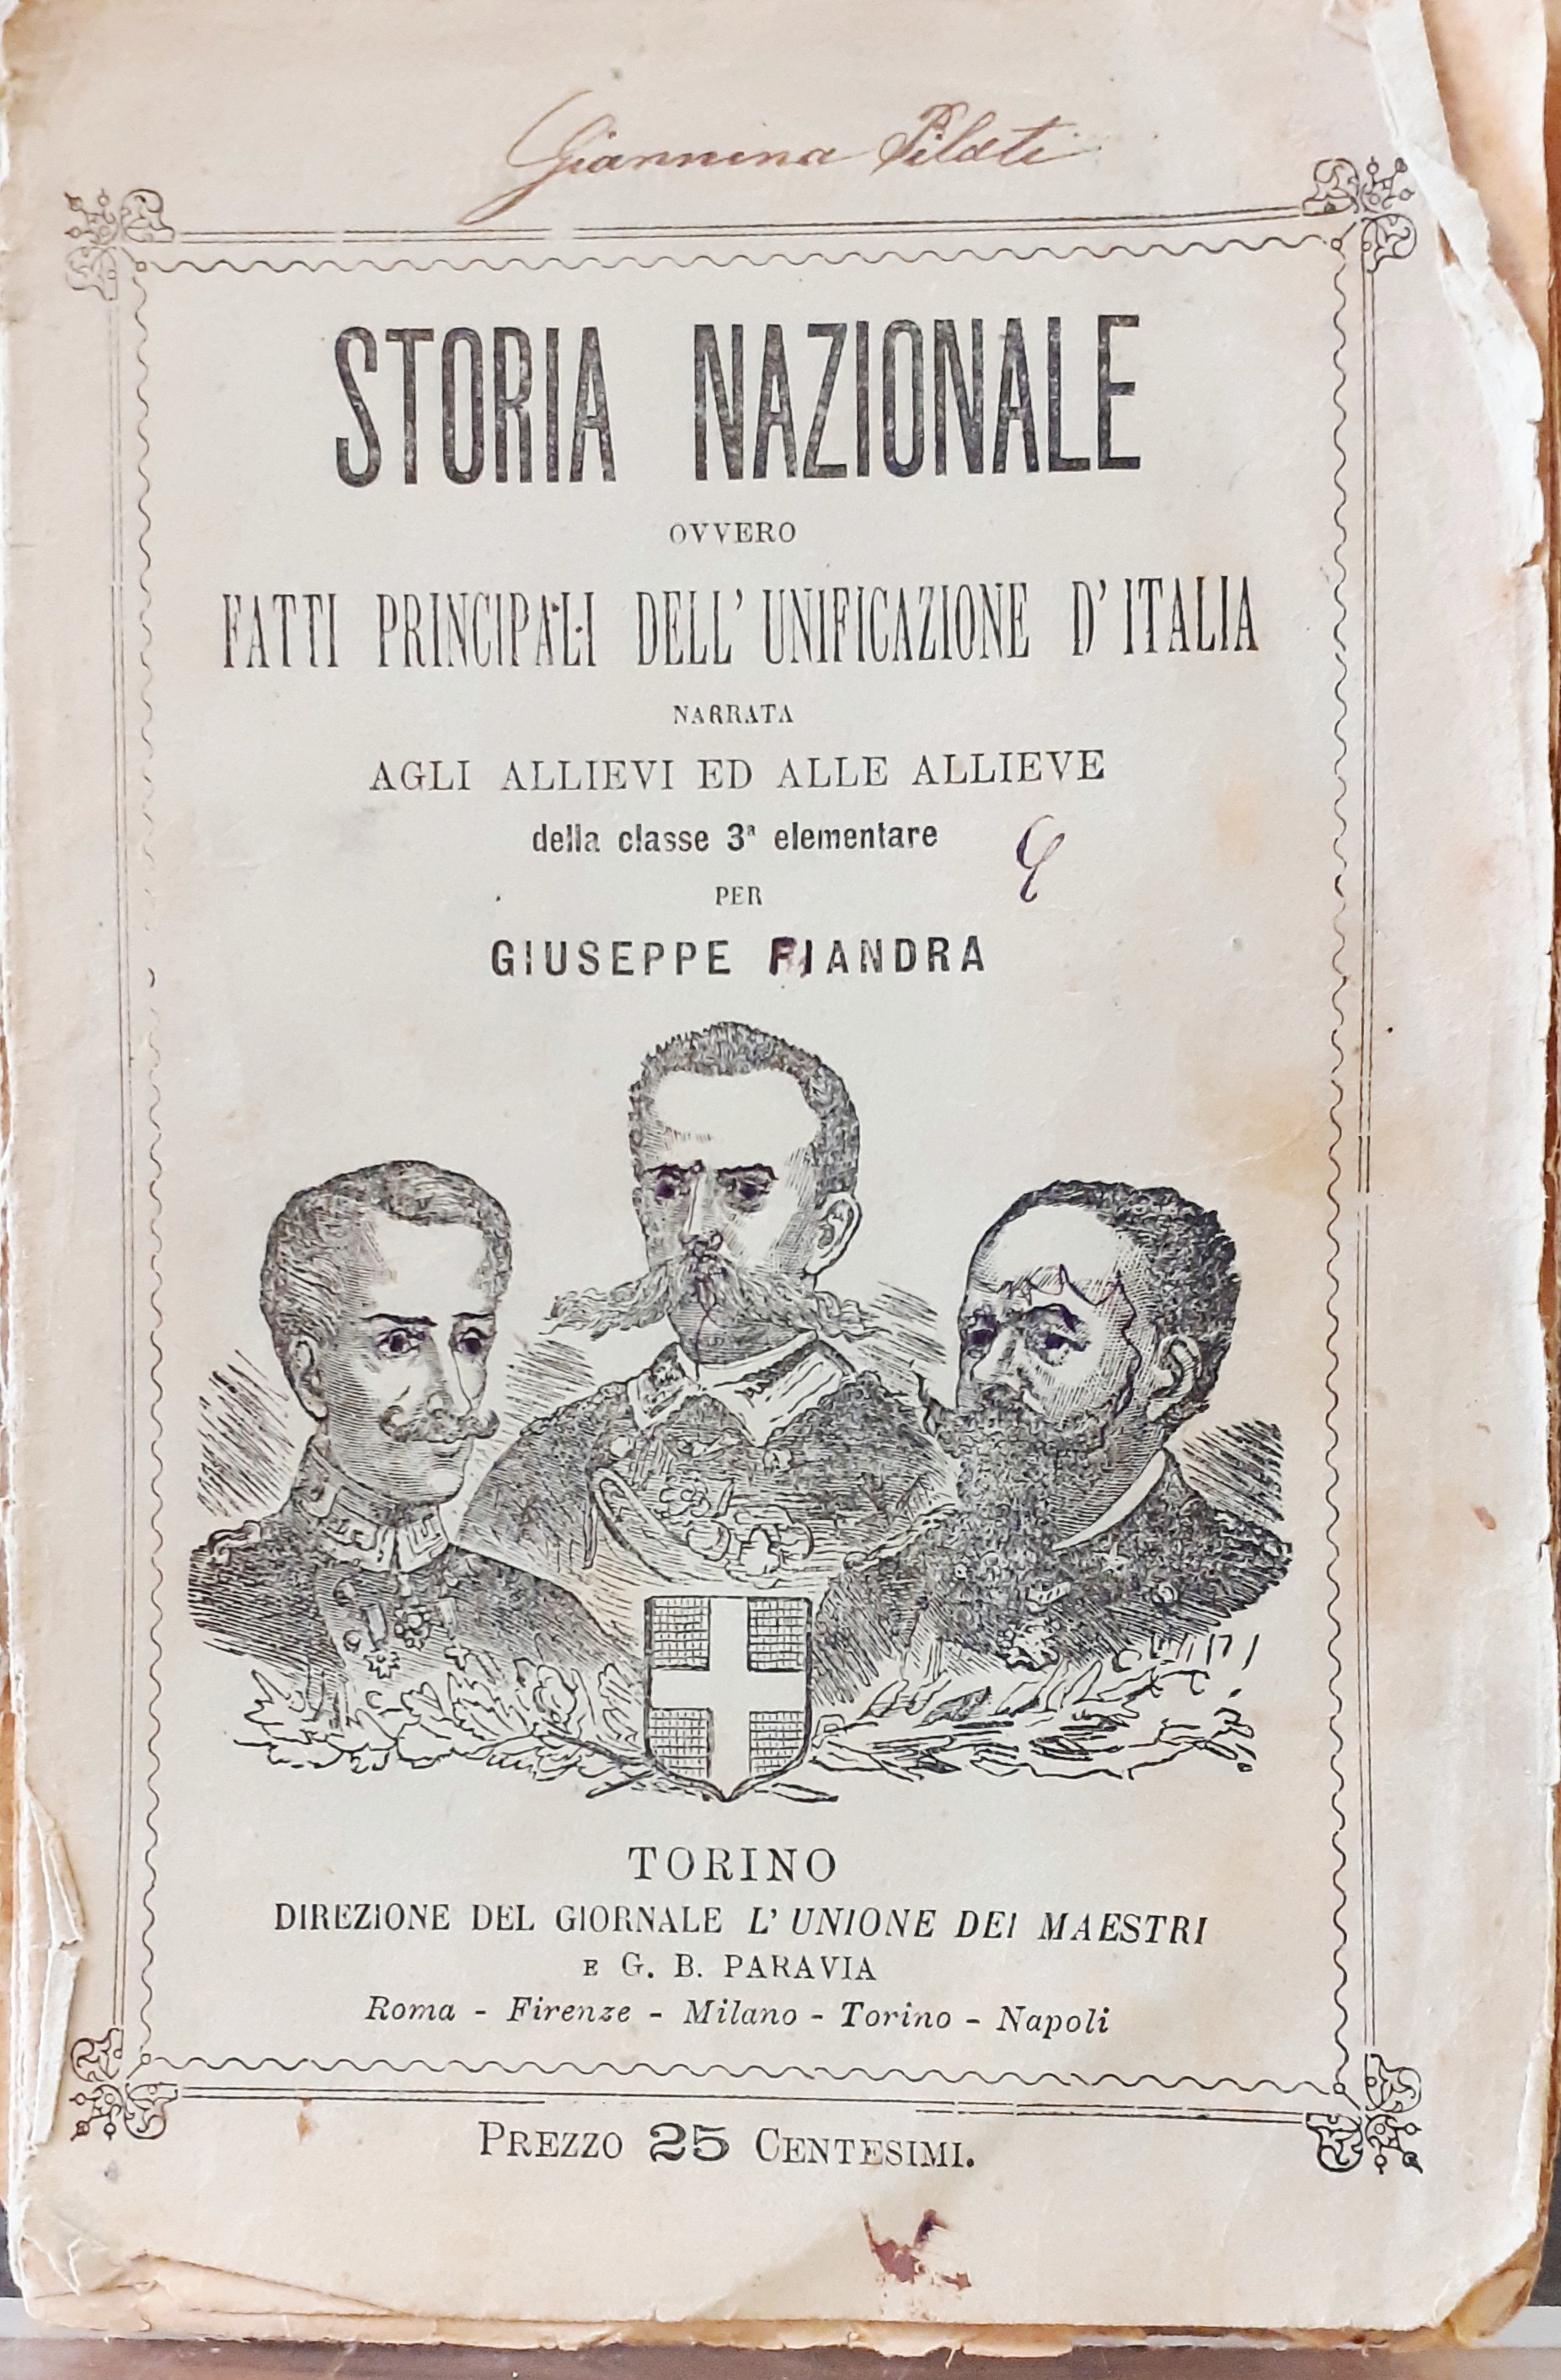 Giannina Pilati
STORIA NAZIONALE
OVVERO
FATTI PRINCIPALI DELL' UNIFICAZIONE D' ITALIA
NARRATA
AGLI ALLIEVI ED ALLE ALLIEVE
della classe 3ª elementare
PER
GIUSEPPE FIANDRA
TORINO
DIREZIONE DEL GIORNALE L' UNIONE DEI MAESTRI
E G. B. PARAVIA
Roma - Firenze - Milano - Torino - Napoli
PREZZO 25 CENTESIMI.